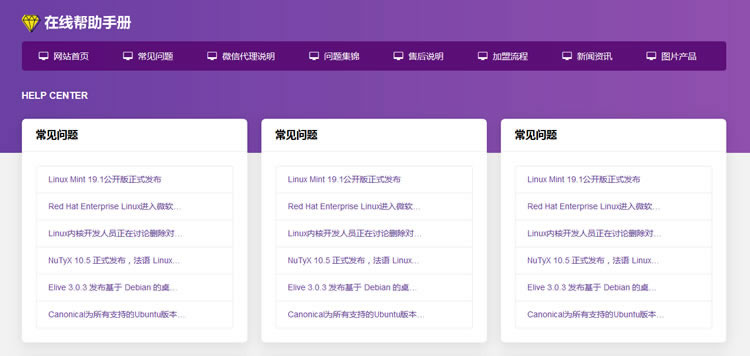 在线帮助手册
网站首页 常见问题 微信代理说明 问题集锦 售后说明 加盟流程 新闻资讯 图片产品
HELP CENTER
常见问题
Linux Mint 19.1公开版正式发布
Red Hat Enterprise Linux进入微软...
Linux内核开发人员正在讨论删除对...
NuTyX 10.5 正式发布，法语 Linux...
Elive 3.0.3 发布基于 Debian 的桌...
Canonical为所有支持的Ubuntu版本...
常见问题
Linux Mint 19.1公开版正式发布
Red Hat Enterprise Linux进入微软...
Linux内核开发人员正在讨论删除对...
NuTyX 10.5 正式发布，法语 Linux...
Elive 3.0.3 发布基于 Debian 的桌...
Canonical为所有支持的Ubuntu版本...
常见问题
Linux Mint 19.1公开版正式发布
Red Hat Enterprise Linux进入微软...
Linux内核开发人员正在讨论删除对...
NuTyX 10.5 正式发布，法语 Linux...
Elive 3.0.3 发布基于 Debian 的桌...
Canonical为所有支持的Ubuntu版本...